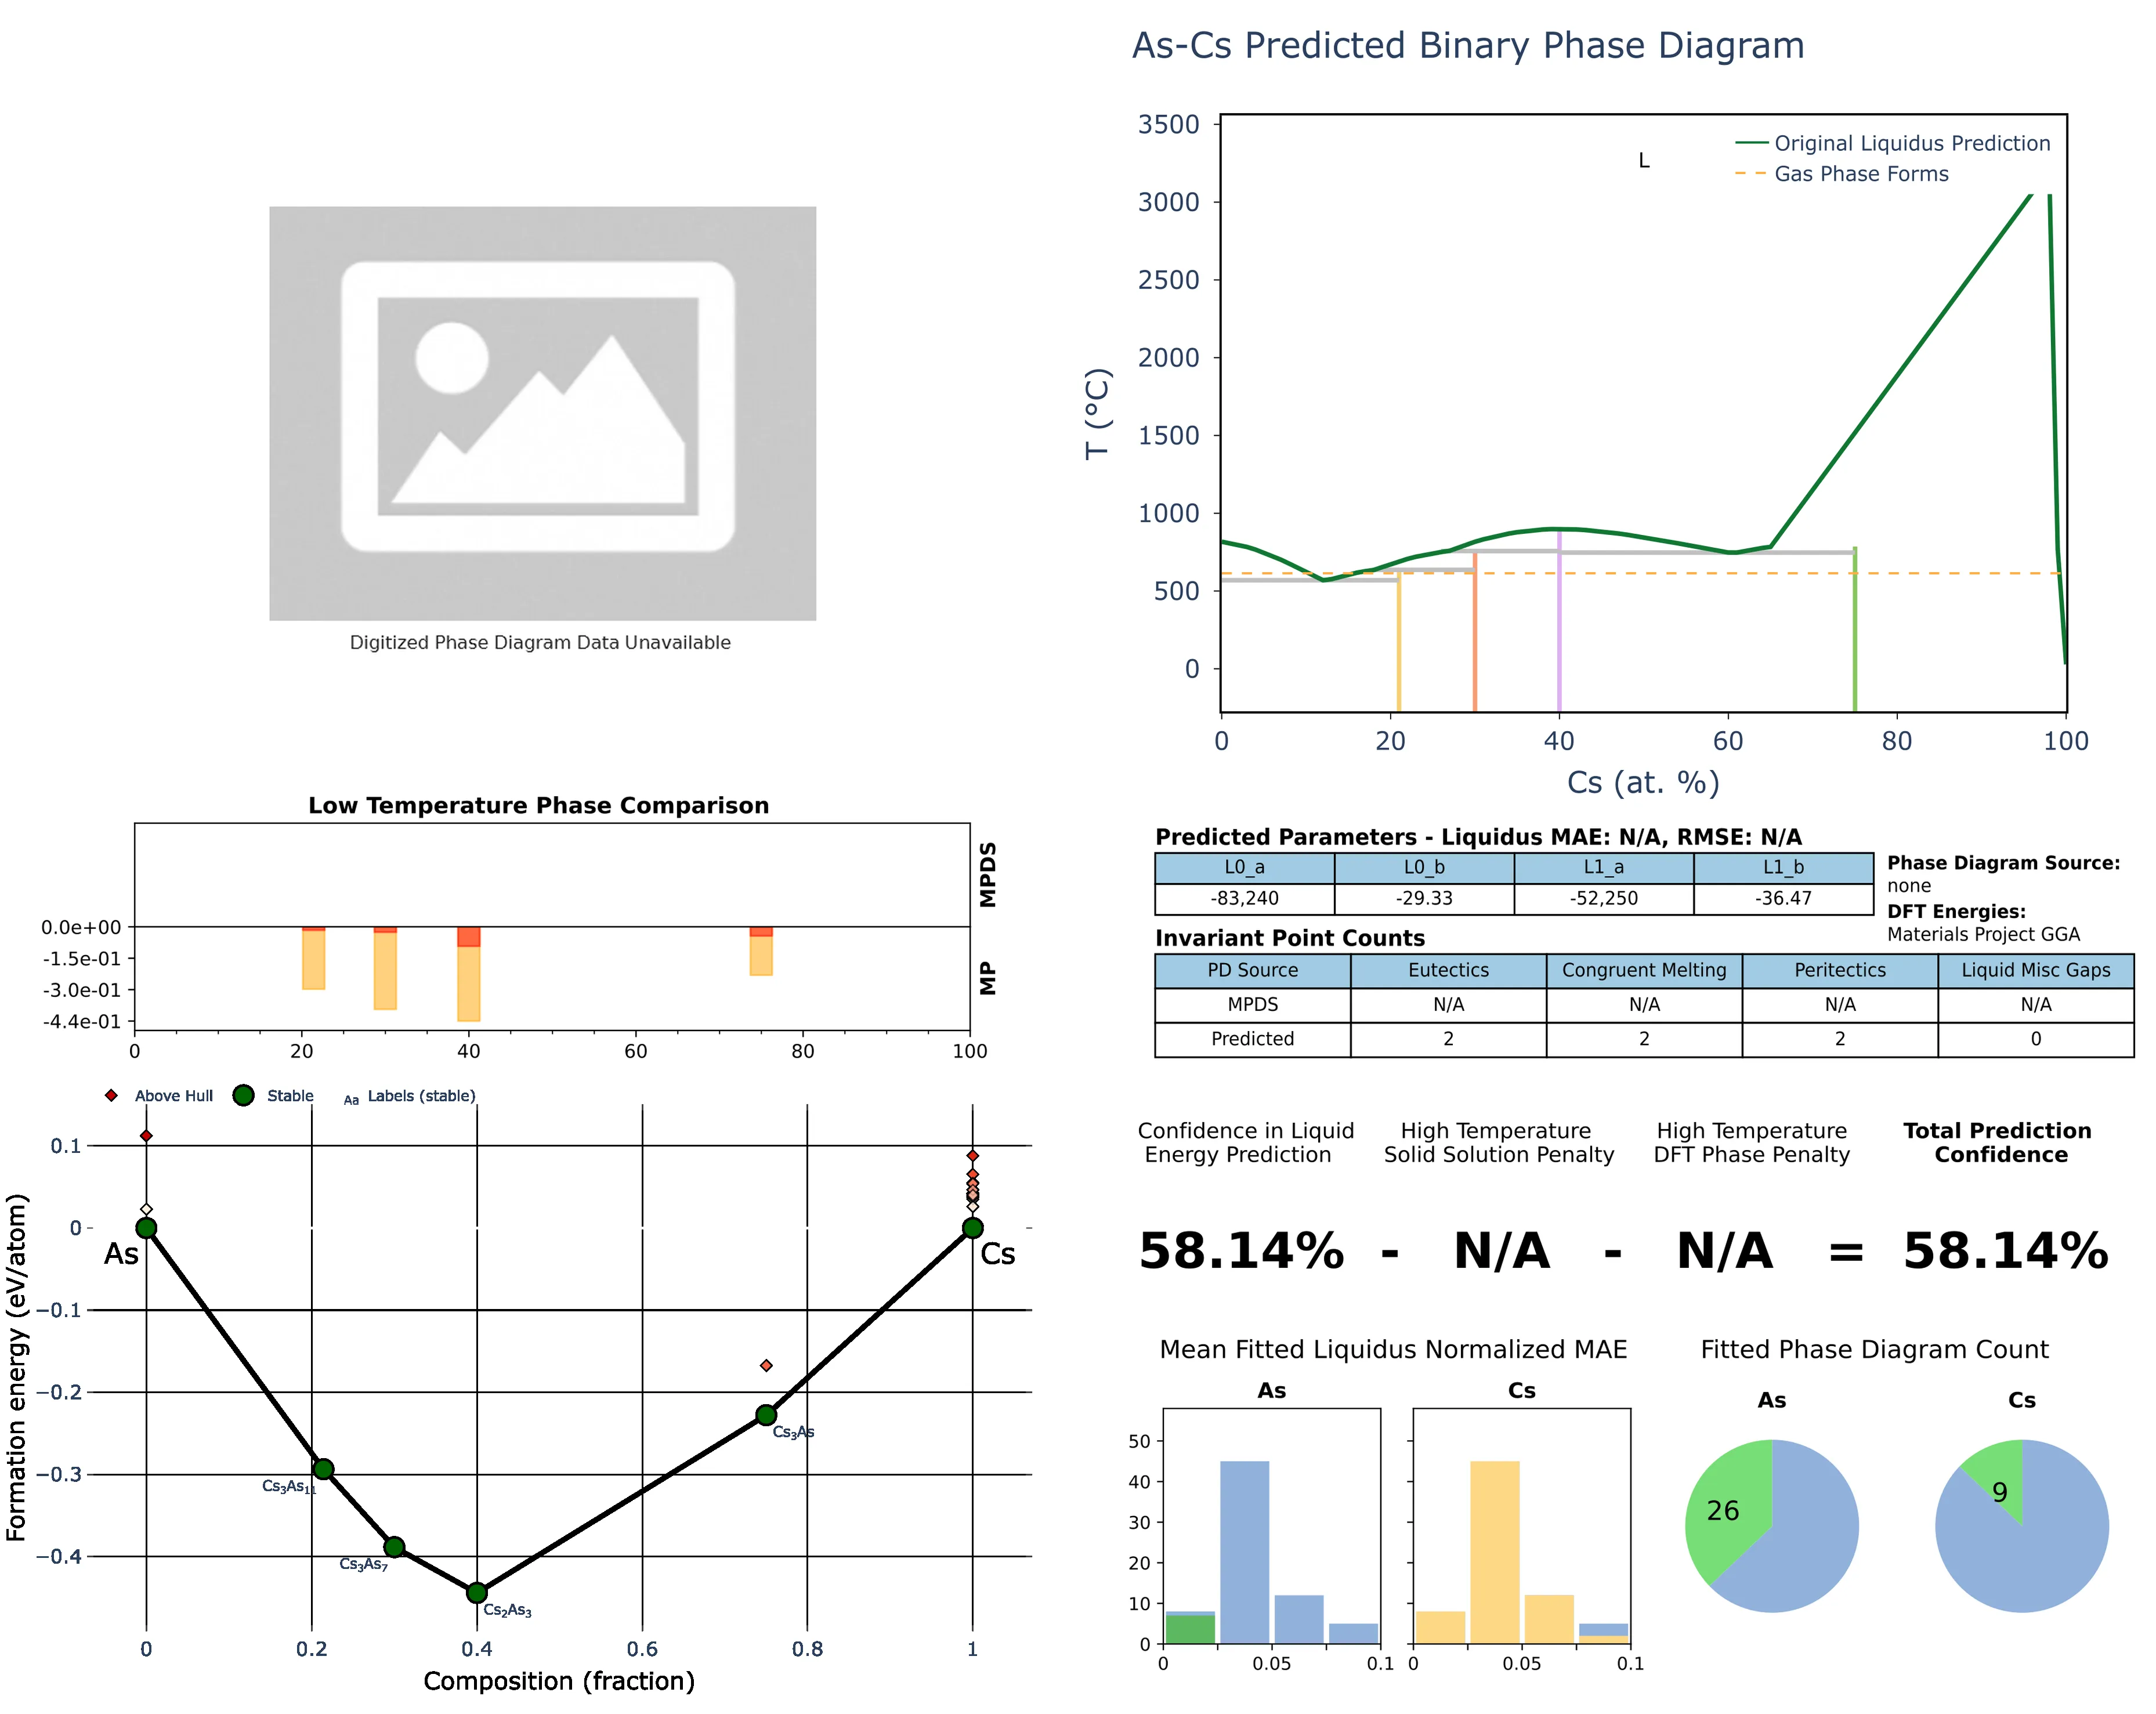 Digitized Phase Diagram Data Unavailable
As-Cs Predicted Binary Phase Diagram
T (°C)
3500
3000
2500
2000
1500
1000
500
0
0 20 40 60 80 100
Cs (at. %)
L
Original Liquidus Prediction
Gas Phase Forms
Low Temperature Phase Comparison
MPDS
MP
0.0e+00
-1.5e-01
-3.0e-01
-4.4e-01
0 20 40 60 80 100
Predicted Parameters - Liquidus MAE: N/A, RMSE: N/A
L0_a L0_b L1_a L1_b
-83,240 -29.33 -52,250 -36.47
Phase Diagram Source:
none
DFT Energies:
Materials Project GGA
Invariant Point Counts
PD Source Eutectics Congruent Melting Peritectics Liquid Misc Gaps
MPDS N/A N/A N/A N/A
Predicted 2 2 2 0
Above Hull Stable Aa Labels (stable)
Formation energy (eV/atom)
0.1
0
−0.1
−0.2
−0.3
−0.4
As
Cs
Cs₃As₁₁
Cs₃As₇
Cs₂As₃
Cs₃As
0 0.2 0.4 0.6 0.8 1
Composition (fraction)
Confidence in Liquid
Energy Prediction
High Temperature
Solid Solution Penalty
High Temperature
DFT Phase Penalty
Total Prediction
Confidence
58.14% - N/A - N/A = 58.14%
Mean Fitted Liquidus Normalized MAE
As
Cs
50
40
30
20
10
0
0 0.05 0.1
0 0.05 0.1
Fitted Phase Diagram Count
As
Cs
26
9